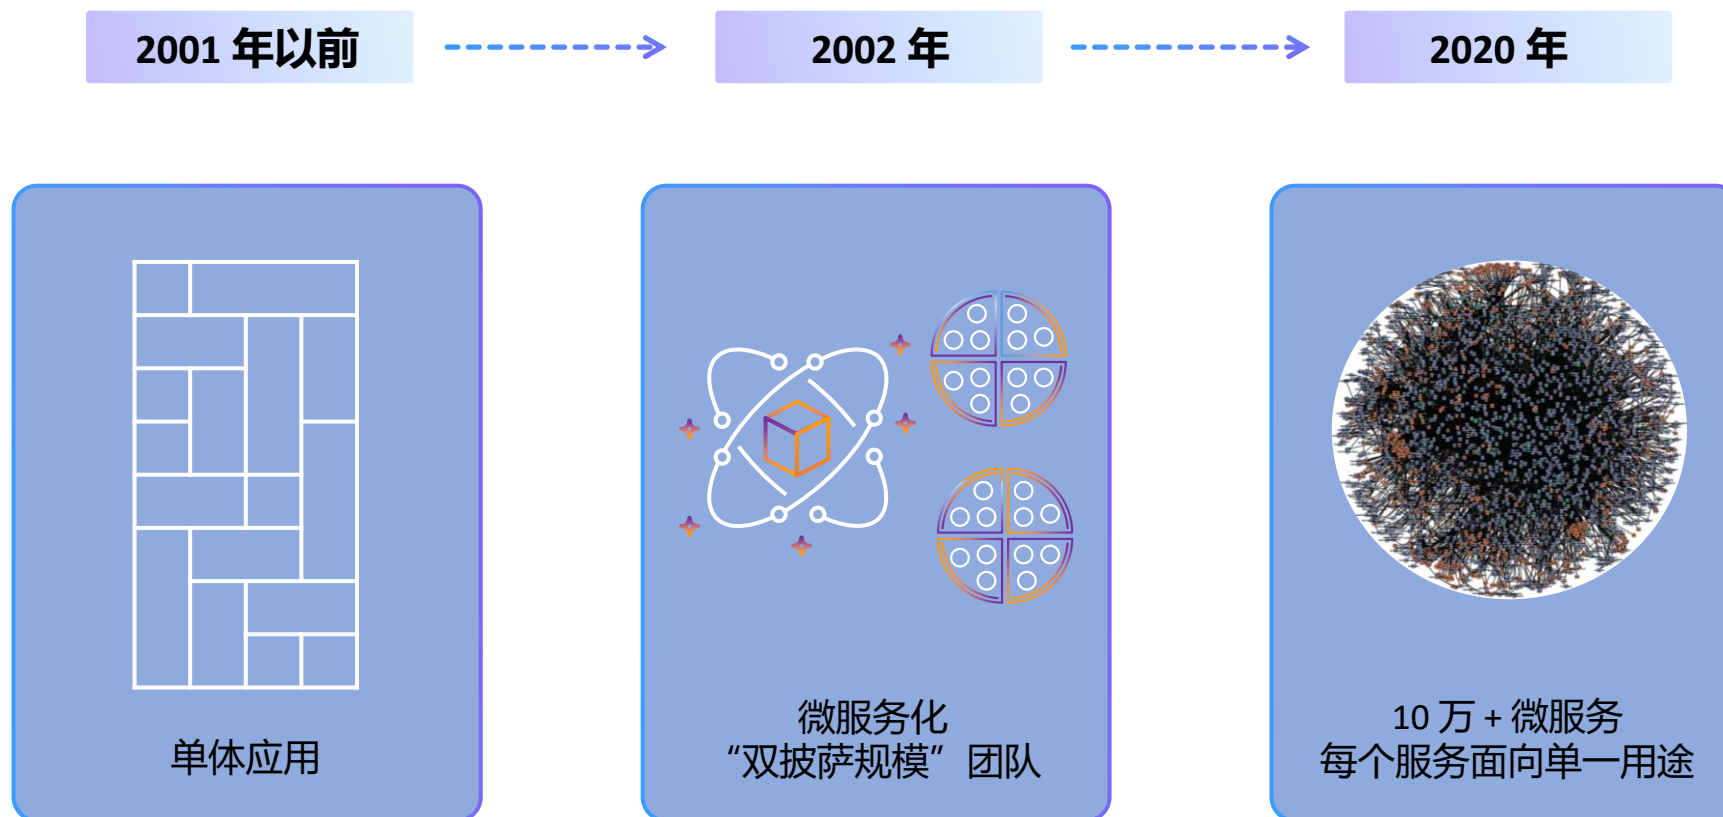 2001 年以前
2002 年
2020 年
单体应用
微服务化
“双披萨规模”团队
10 万 + 微服务
每个服务面向单一用途